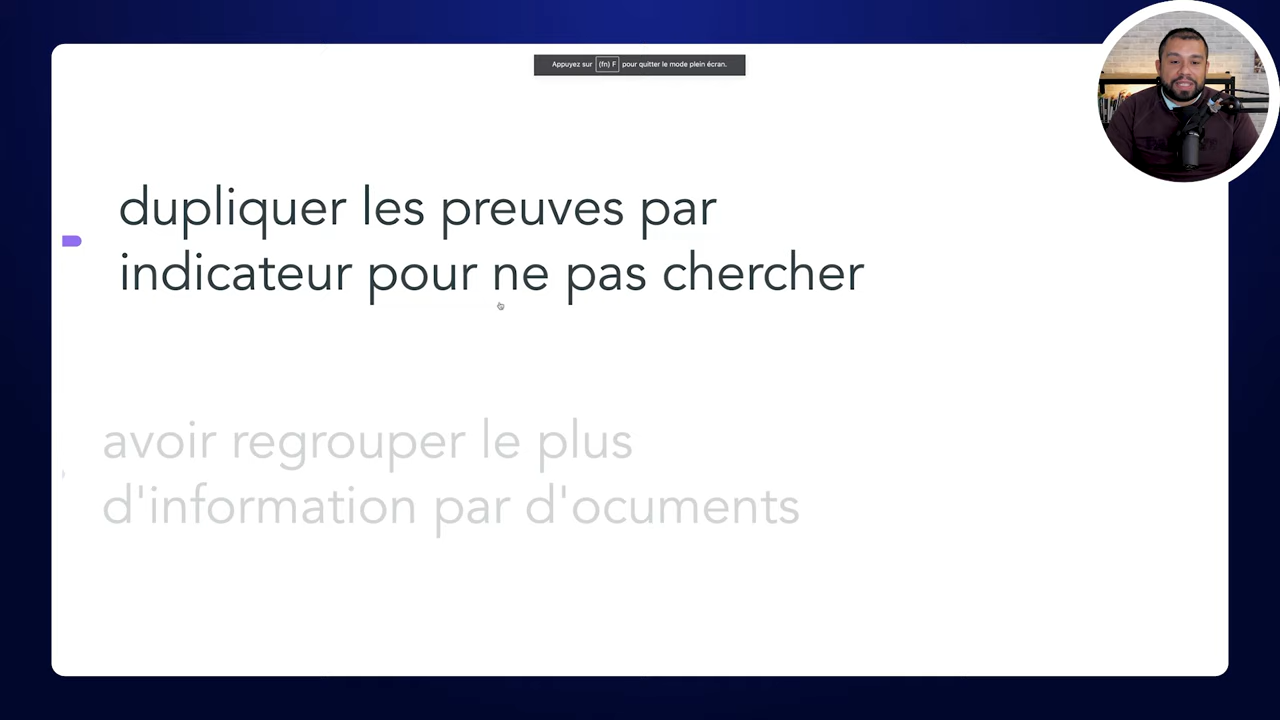 Appuyez sur (fn) F pour quitter le mode plein écran.
dupliquer les preuves par
indicateur pour ne pas chercher
avoir regrouper le plus
d'information par d'ocuments